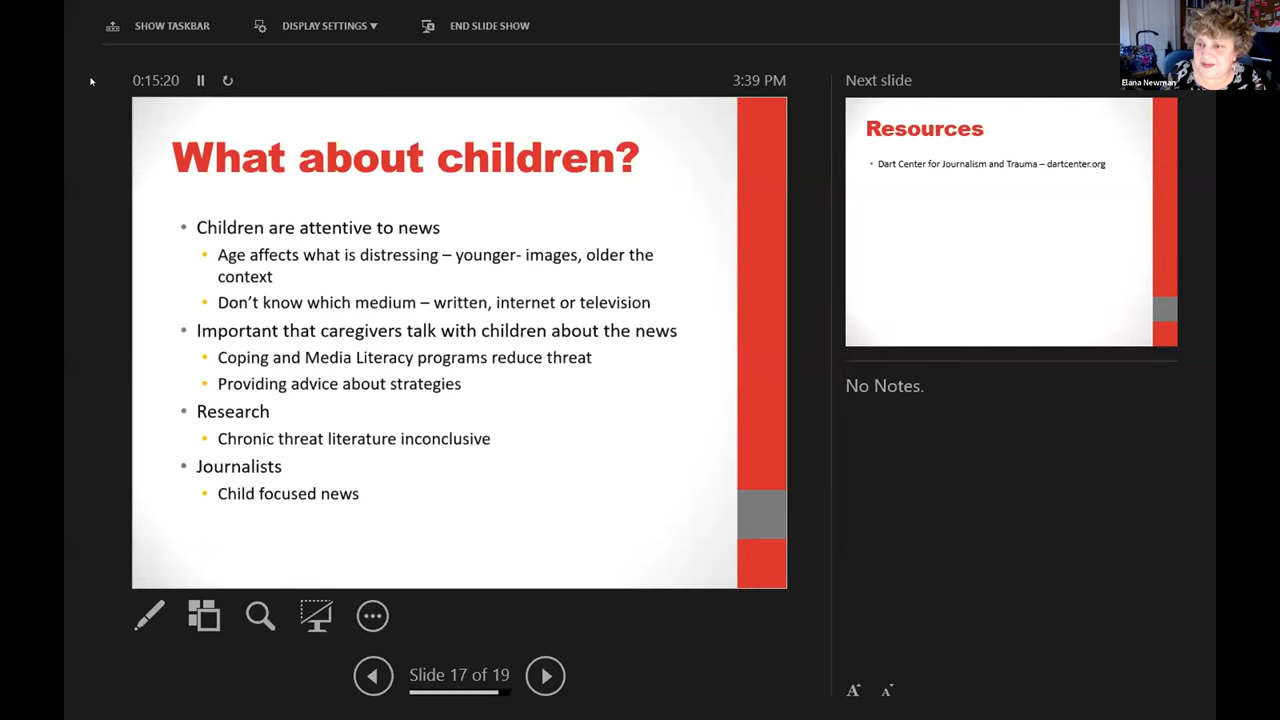 SHOW TASKBAR
DISPLAY SETTINGS
END SLIDE SHOW
Elana Newman
0:15:20
3:39 PM
What about children?
• Children are attentive to news
• Age affects what is distressing – younger- images, older the
context
• Don’t know which medium – written, internet or television
• Important that caregivers talk with children about the news
• Coping and Media Literacy programs reduce threat
• Providing advice about strategies
• Research
• Chronic threat literature inconclusive
• Journalists
• Child focused news
Next slide
Resources
• Dart Center for Journalism and Trauma – dartcenter.org
No Notes.
Slide 17 of 19
A A